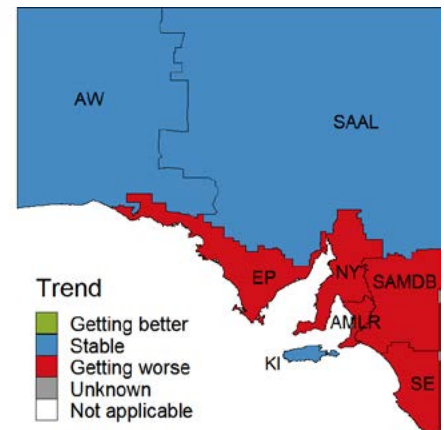 AW
SAAL
EP
NY
SAMDB
AMLR
KI
SE
Trend
Getting better
Stable
Getting worse
Unknown
Not applicable